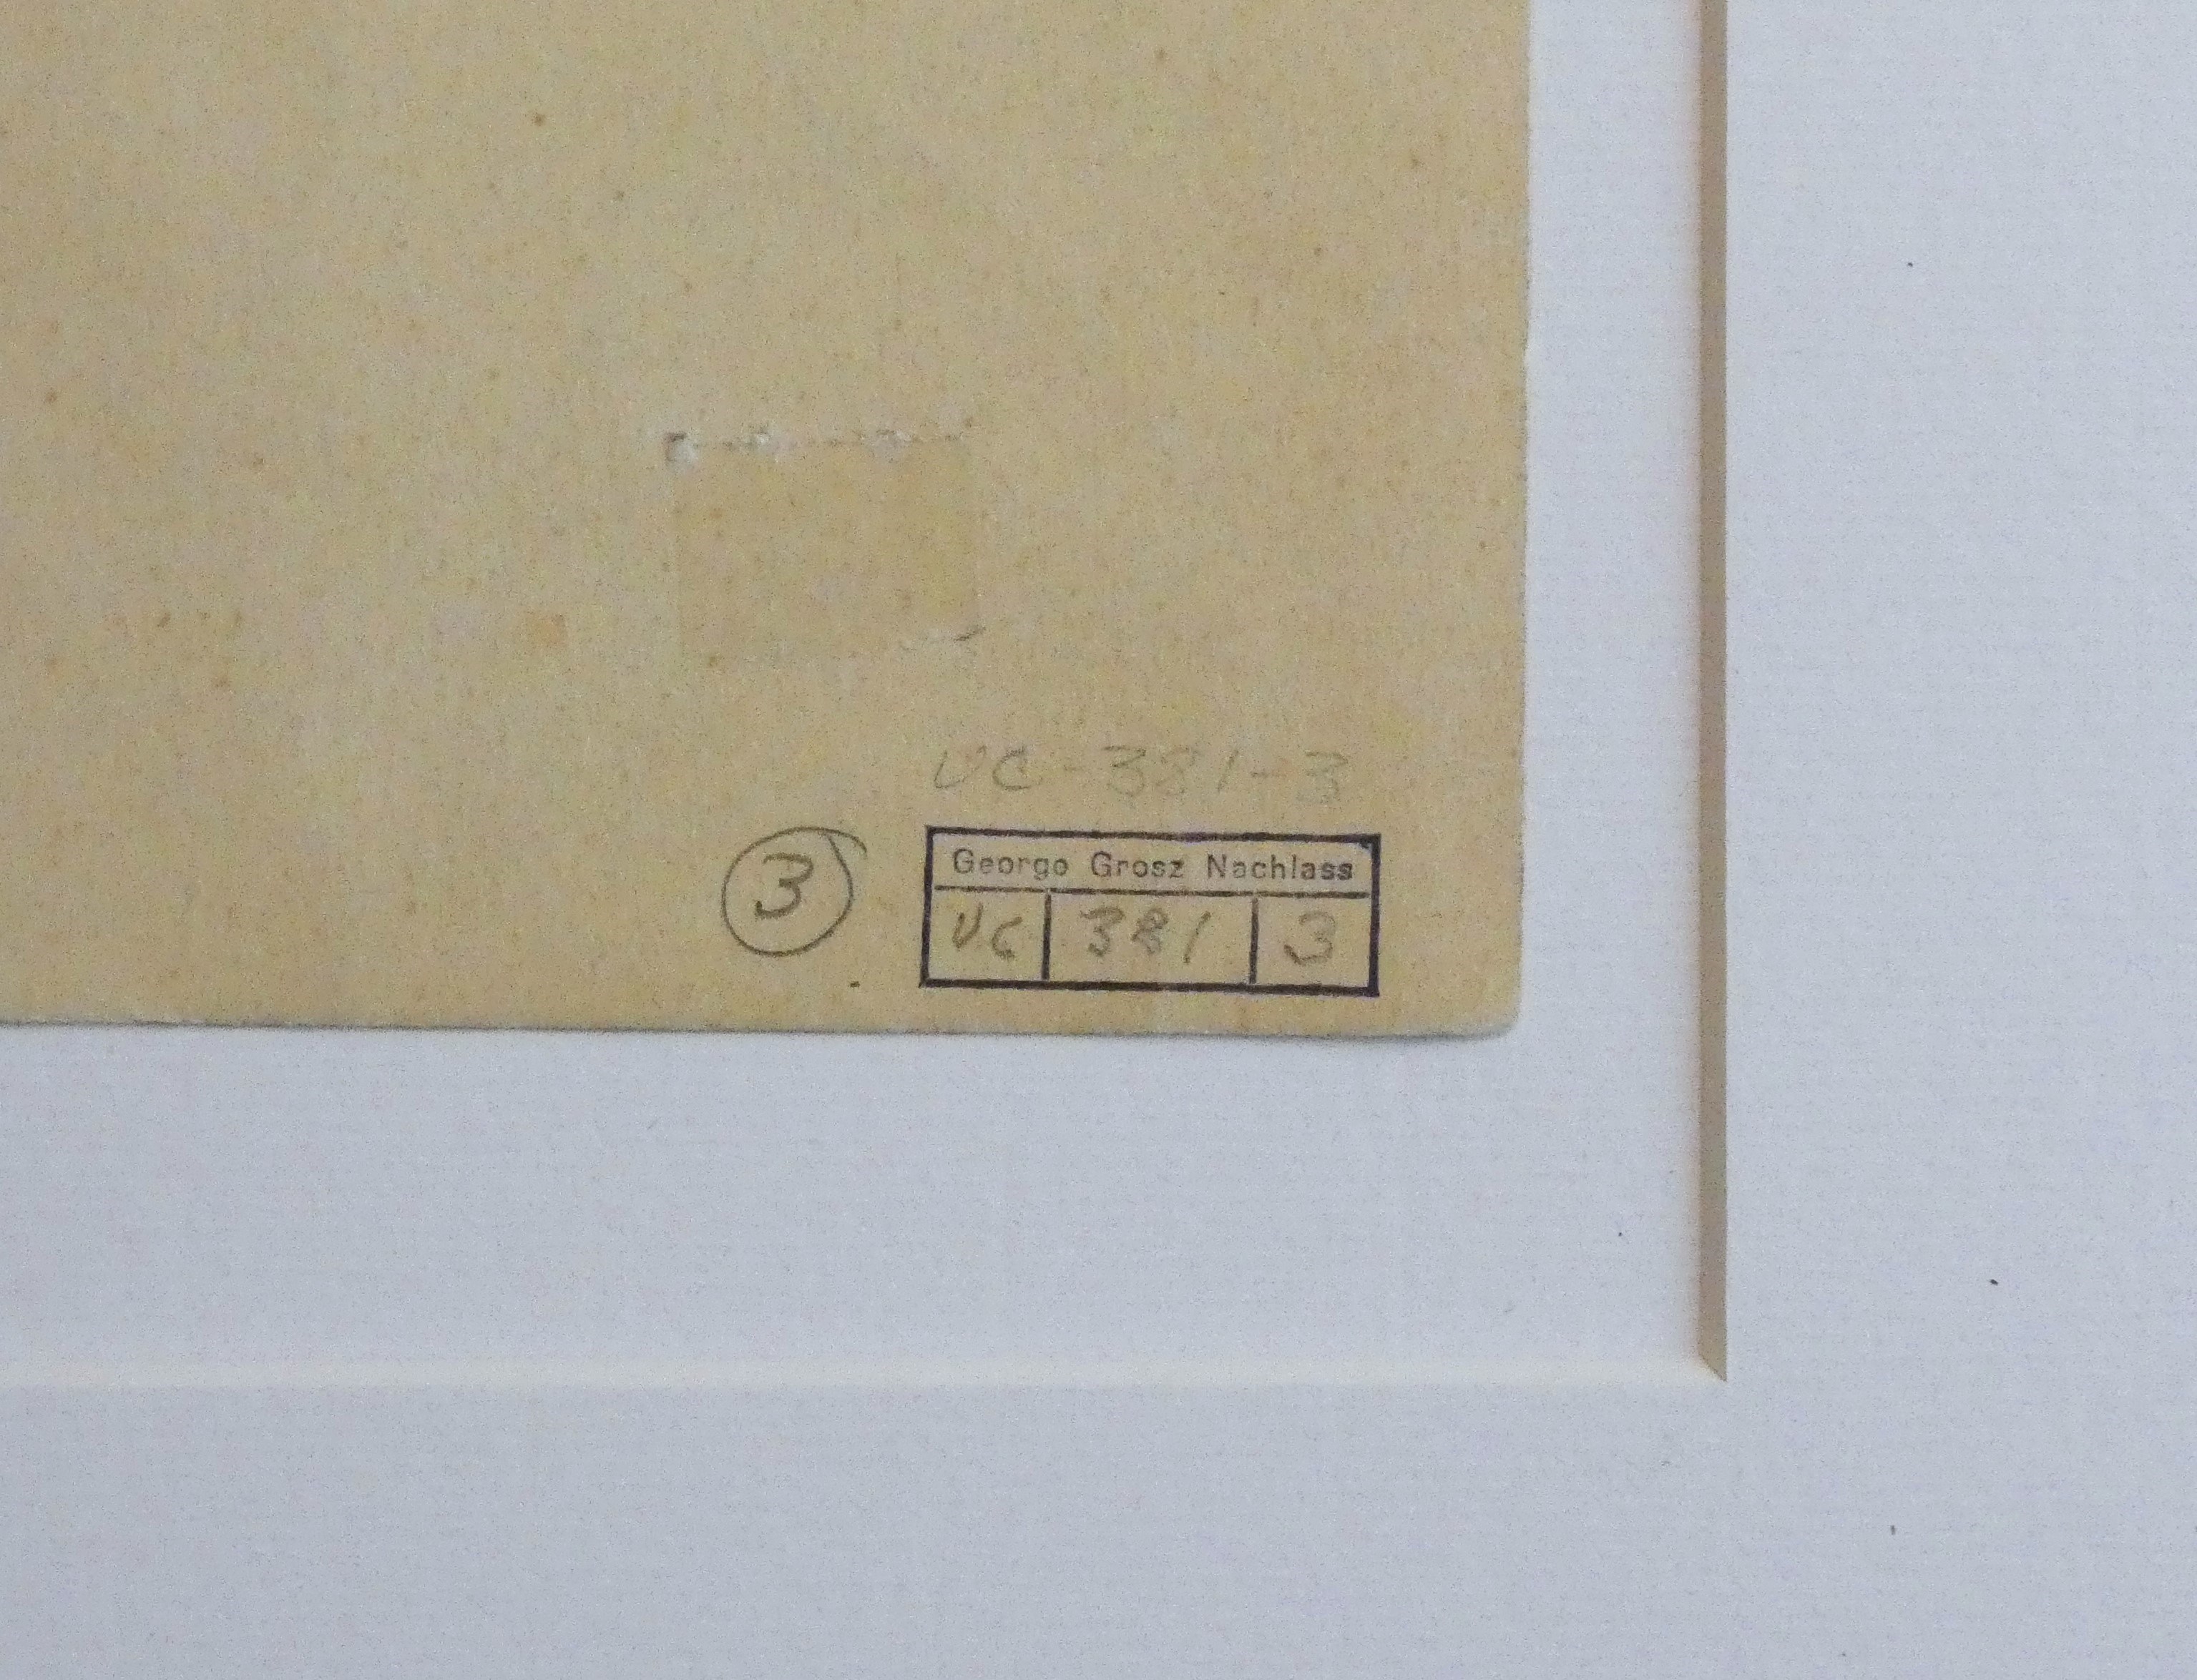 UC-381-3
3
George Grosz Nachlass
UC 381 3